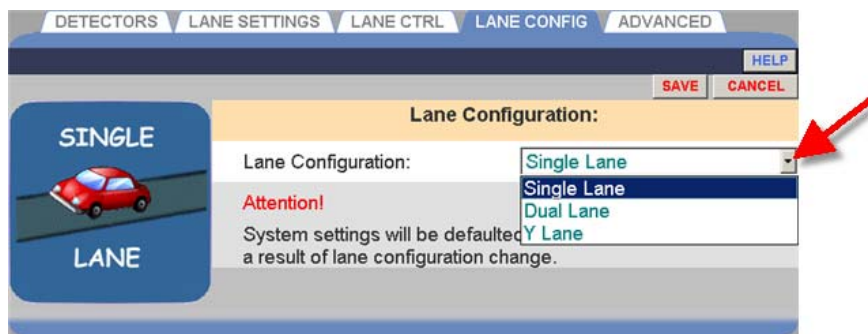 DETECTORS LANE SETTINGS LANE CTRL LANE CONFIG ADVANCED
HELP
SAVE CANCEL
SINGLE
LANE
Lane Configuration:
Lane Configuration: Single Lane
Single Lane
Dual Lane
Y Lane
Attention!
System settings will be defaulted
a result of lane configuration change.